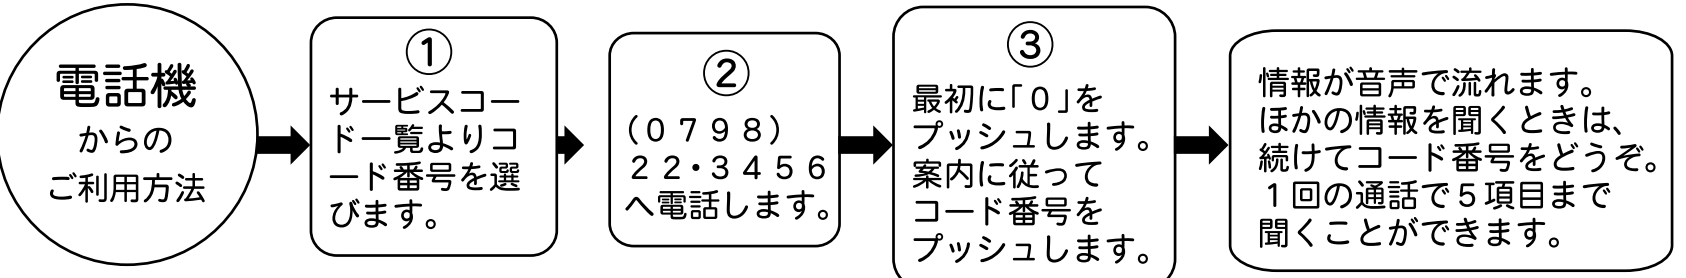 電話機
からの
ご利用方法
①
サービスコー
ド一覧よりコ
ード番号を選
びます。
②
(0798)
22・3456
へ電話します。
③
最初に「0」を
プッシュします。
案内に従って
コード番号を
プッシュします。
情報が音声で流れます。
ほかの情報を聞くときは、
続けてコード番号をどうぞ。
1回の通話で5項目まで
聞くことができます。